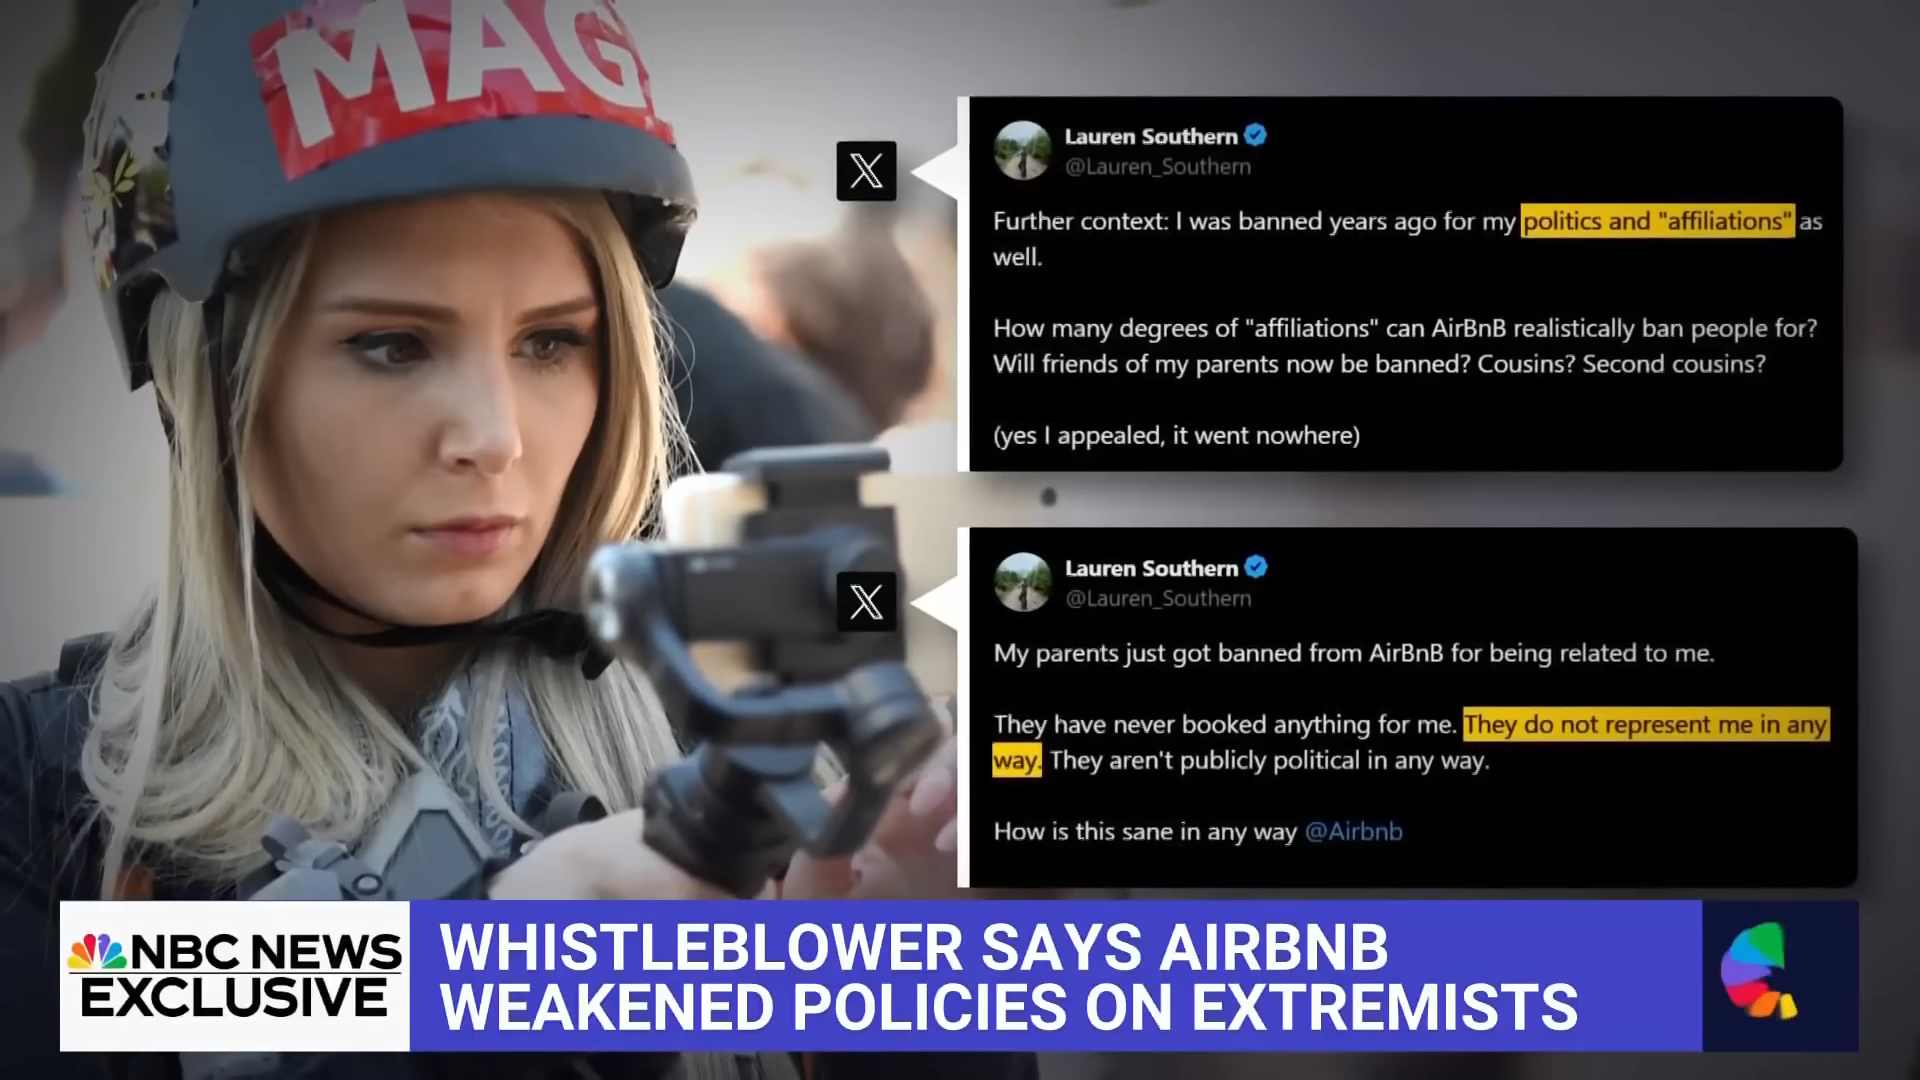 MAG
Lauren Southern
@Lauren_Southern
Further context: I was banned years ago for my politics and "affiliations" as
well.
How many degrees of "affiliations" can AirBnB realistically ban people for?
Will friends of my parents now be banned? Cousins? Second cousins?
(yes I appealed, it went nowhere)
Lauren Southern
@Lauren_Southern
My parents just got banned from AirBnB for being related to me.
They have never booked anything for me. They do not represent me in any
way. They aren't publicly political in any way.
How is this sane in any way @Airbnb
NBC NEWS
EXCLUSIVE
WHISTLEBLOWER SAYS AIRBNB
WEAKENED POLICIES ON EXTREMISTS